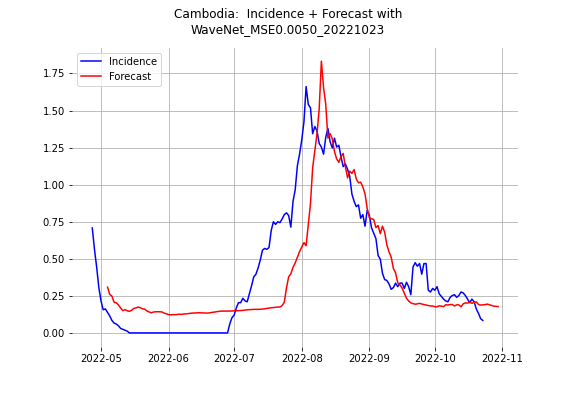 Cambodia:  Incidence + Forecast with
WaveNet_MSE0.0050_20221023
Incidence
Forecast
1.75
1.50
1.25
1.00
0.75
0.50
0.25
0.00
2022-05 2022-06 2022-07 2022-08 2022-09 2022-10 2022-11